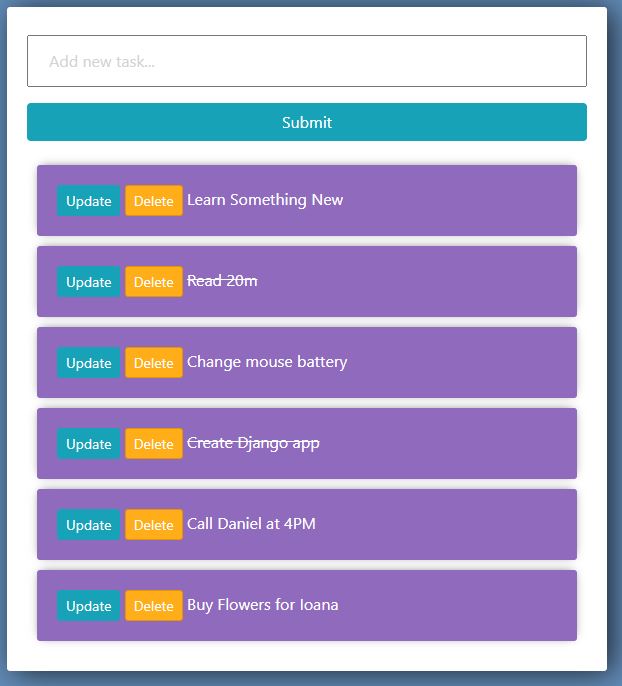 Add new task...
Submit
Update Delete Learn Something New
Update Delete Read 20m
Update Delete Change mouse battery
Update Delete Create Django app
Update Delete Call Daniel at 4PM
Update Delete Buy Flowers for Ioana